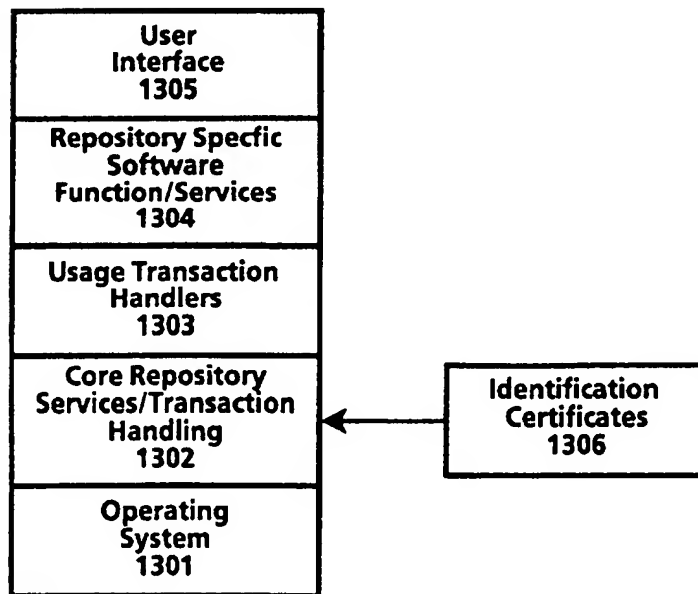 User
Interface
1305
Repository Specfic
Software
Function/Services
1304
Usage Transaction
Handlers
1303
Core Repository
Services/Transaction
Handling
1302
Identification
Certificates
1306
Operating
System
1301